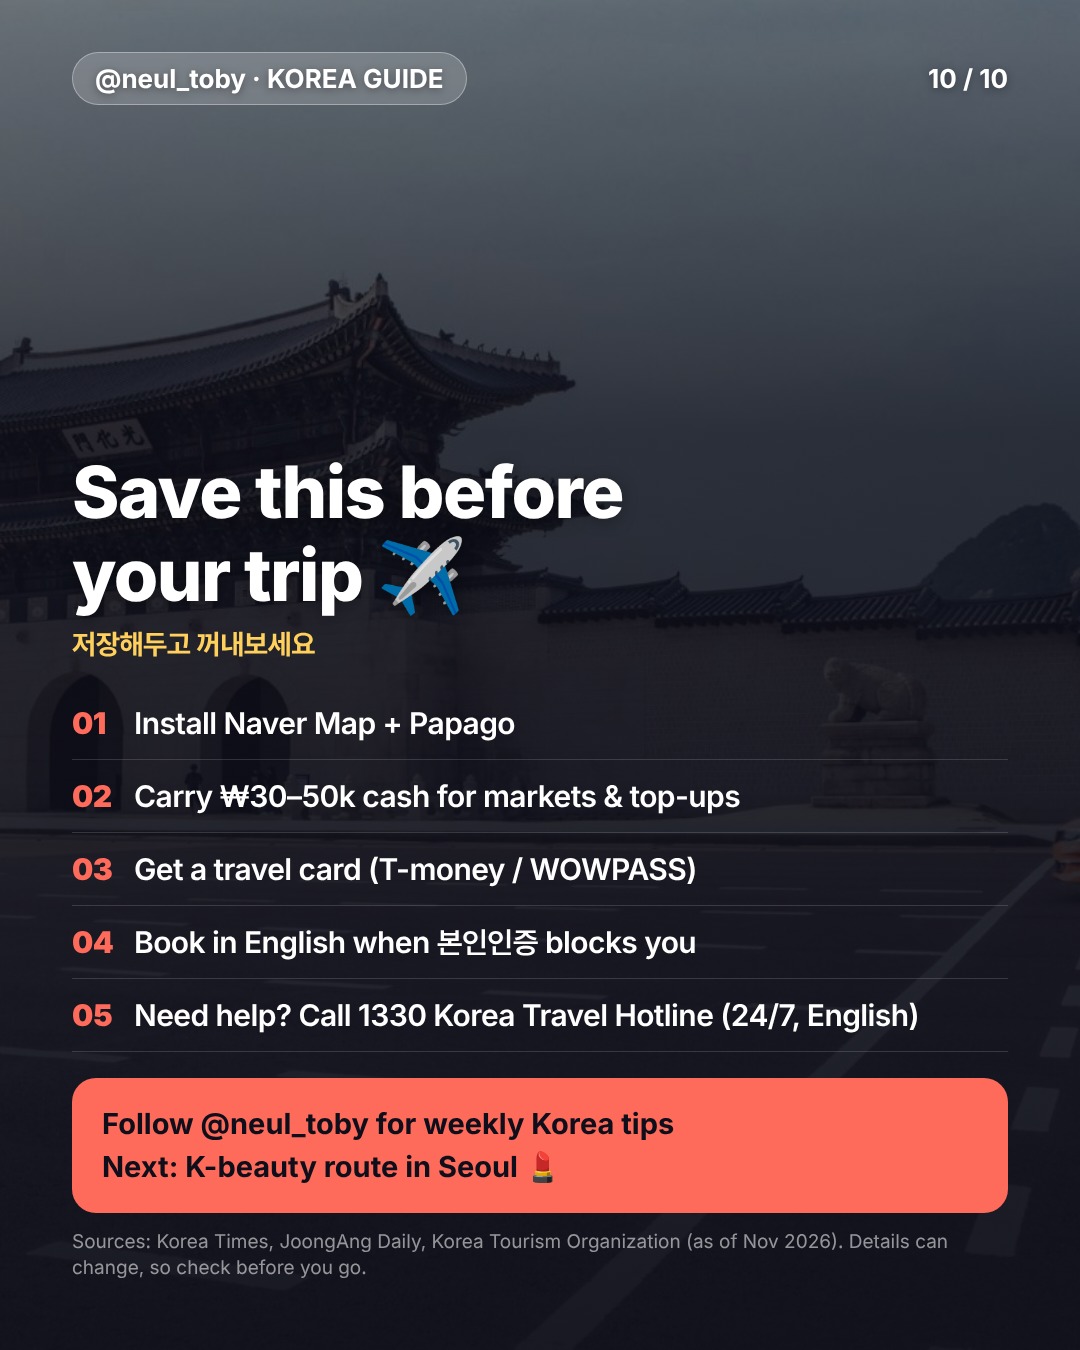 @neul_toby · KOREA GUIDE
10 / 10
光化門
Save this before
your trip ✈️
저장해두고 꺼내보세요
01 Install Naver Map + Papago
02 Carry ₩30–50k cash for markets & top-ups
03 Get a travel card (T-money / WOWPASS)
04 Book in English when 본인인증 blocks you
05 Need help? Call 1330 Korea Travel Hotline (24/7, English)
Follow @neul_toby for weekly Korea tips
Next: K-beauty route in Seoul 💄
Sources: Korea Times, JoongAng Daily, Korea Tourism Organization (as of Nov 2026). Details can
change, so check before you go.